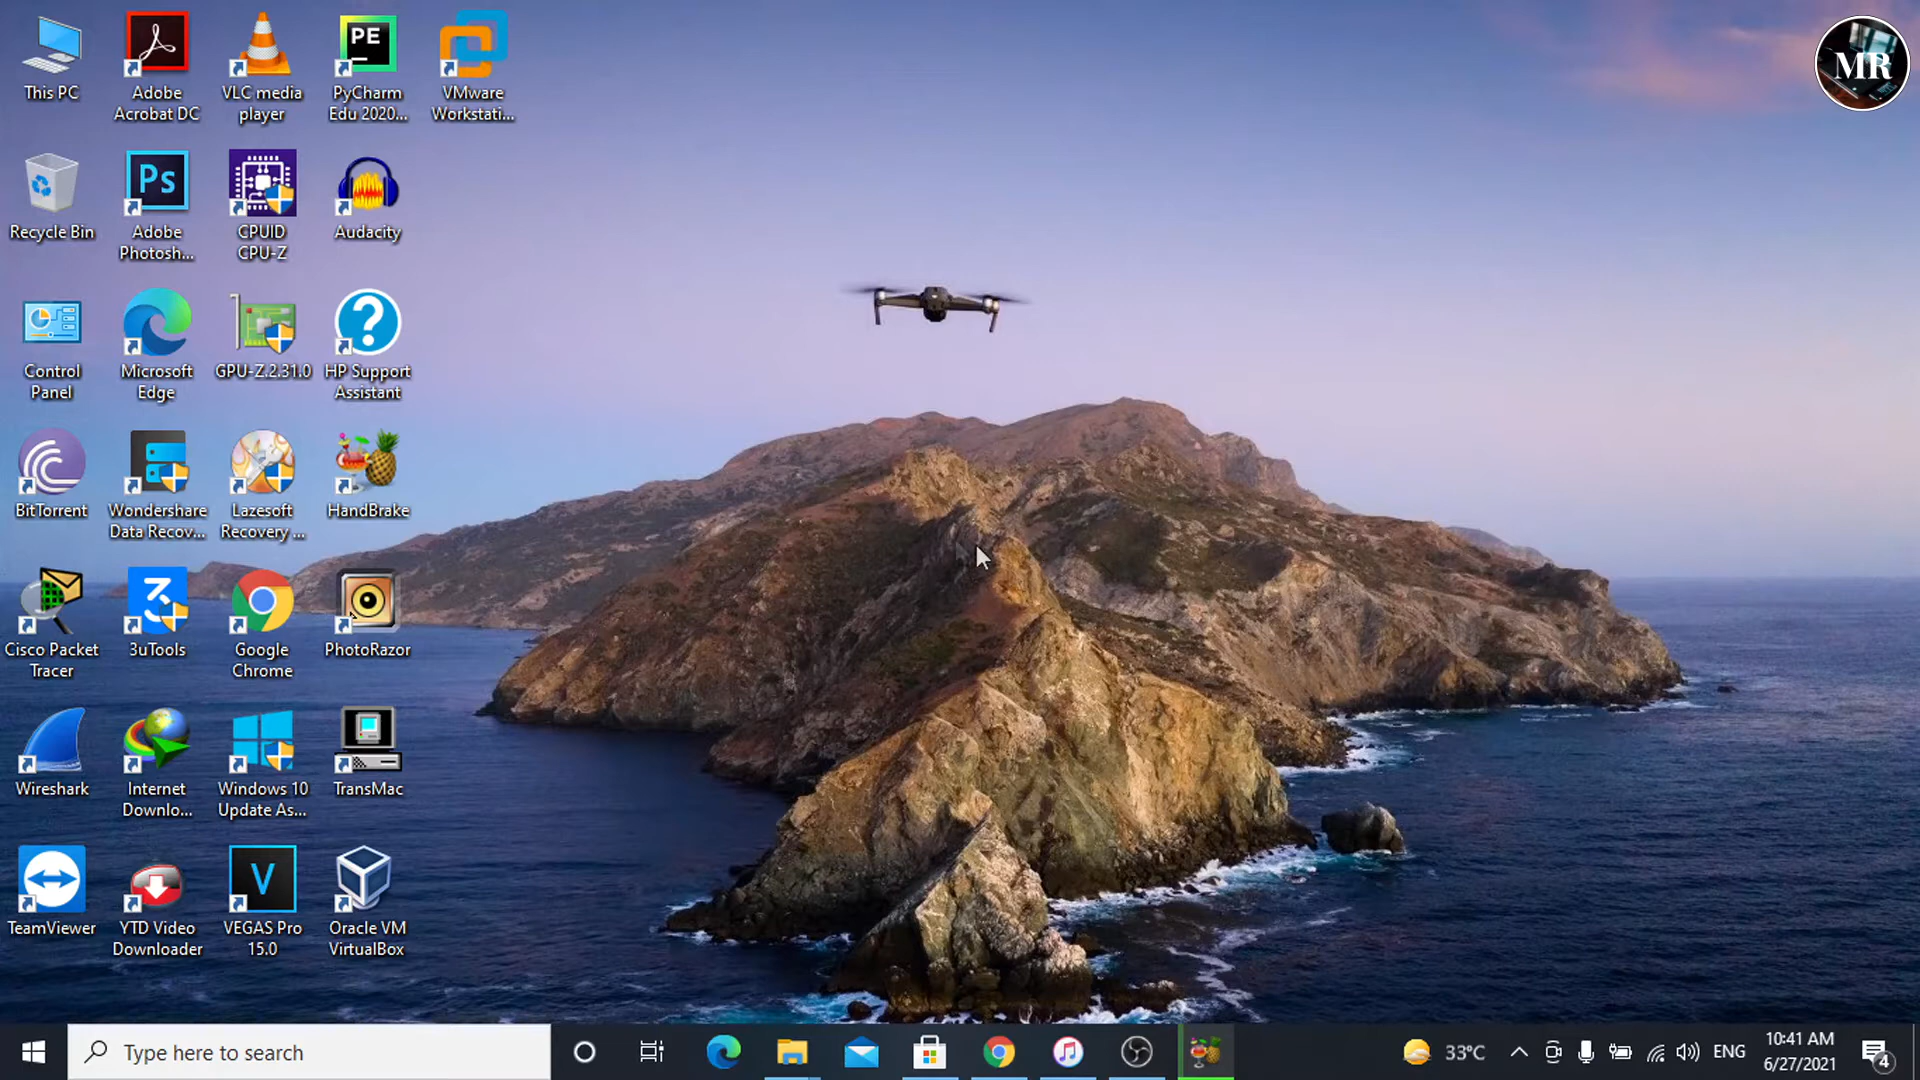 This PC
Adobe
Acrobat DC
VLC media
player
PE
PyCharm
Edu 2020...
VMware
Workstati...
MR
Recycle Bin
Ps
Adobe
Photosh...
CPUID
CPU-Z
Audacity
Control
Panel
Microsoft
Edge
GPU-Z.2.31.0
?
HP Support
Assistant
BitTorrent
Wondershare
Data Recov...
Lazesoft
Recovery ...
HandBrake
Cisco Packet
Tracer
3uTools
Google
Chrome
PhotoRazor
Wireshark
Internet
Downlo...
Windows 10
Update As...
TransMac
TeamViewer
YTD Video
Downloader
V
VEGAS Pro
15.0
Oracle VM
VirtualBox
Type here to search
33°C
ENG
10:41 AM
6/27/2021
4